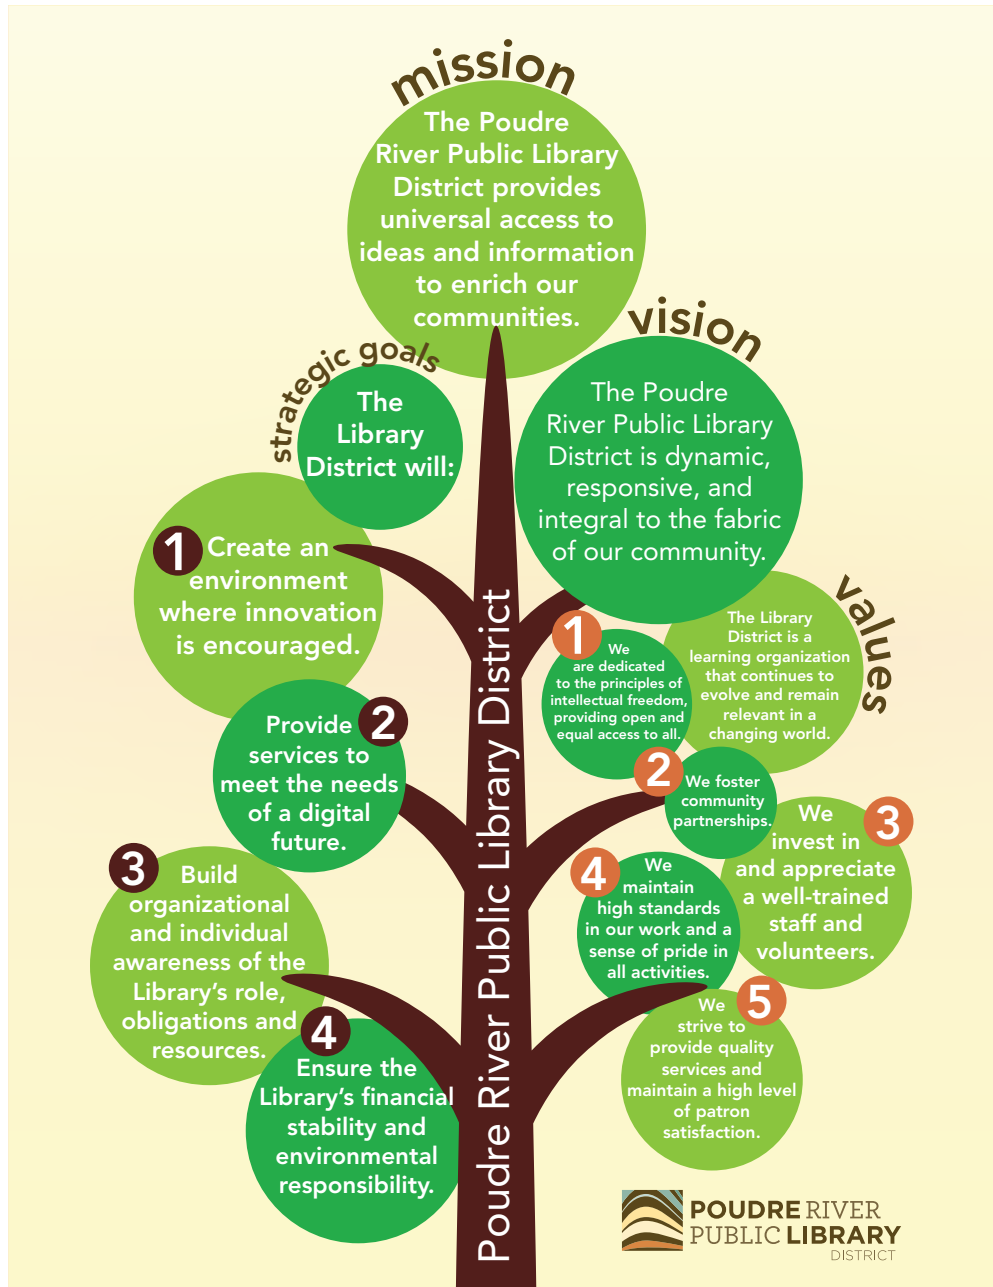 mission
The Poudre
River Public Library
District provides
universal access to
ideas and information
to enrich our
communities.
vision
The Poudre
River Public Library
District is dynamic,
responsive, and
integral to the fabric
of our community.
strategic goals
The
Library
District will:
1
Create an
environment
where innovation
is encouraged.
2
Provide
services to
meet the needs
of a digital
future.
3
Build
organizational
and individual
awareness of the
Library's role,
obligations and
resources.
4
Ensure the
Library's financial
stability and
environmental
responsibility.
Poudre River Public Library District
values
The Library
District is a
learning organization
that continues to
evolve and remain
relevant in a
changing world.
1
We
are dedicated
to the principles of
intellectual freedom,
providing open and
equal access to all.
2
We foster
community
partnerships.
3
We
invest in
and appreciate
a well-trained
staff and
volunteers.
4
We
maintain
high standards
in our work and a
sense of pride in
all activities.
5
We
strive to
provide quality
services and
maintain a high level
of patron
satisfaction.
POUDRE RIVER
PUBLIC LIBRARY
DISTRICT